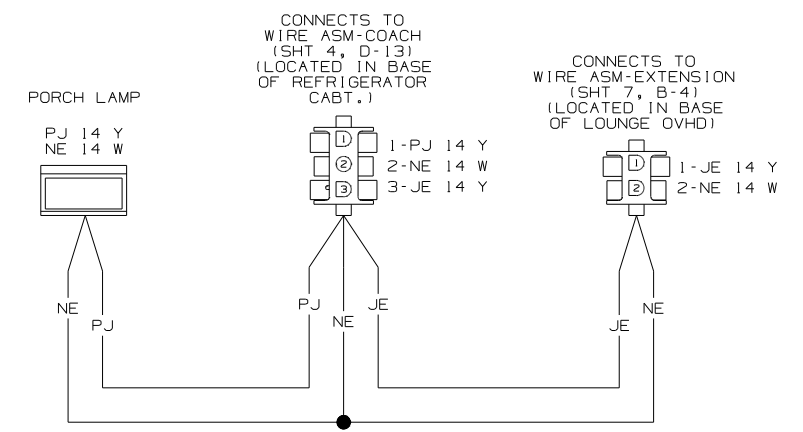 CONNECTS TO
WIRE ASM-COACH
(SHT 4, D-13)
(LOCATED IN BASE
OF REFRIGERATOR
CABT.)
CONNECTS TO
WIRE ASM-EXTENSION
(SHT 7, B-4)
(LOCATED IN BASE
OF LOUNGE OVHD)
PORCH LAMP
PJ 14 Y
NE 14 W
1
2
3
1-PJ 14 Y
2-NE 14 W
3-JE 14 Y
1
2
1-JE 14 Y
2-NE 14 W
NE
PJ
PJ
NE
JE
JE
NE